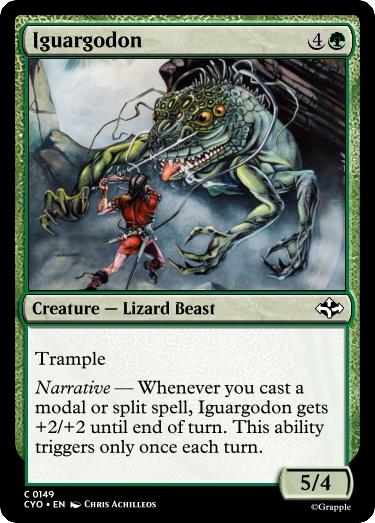 Iguargodon 4
Creature — Lizard Beast
Trample
Narrative — Whenever you cast a
modal or split spell, Iguargodon gets
+2/+2 until end of turn. This ability
triggers only once each turn.
5/4
C 0149
CYO • EN Chris Achilleos
©Grapple